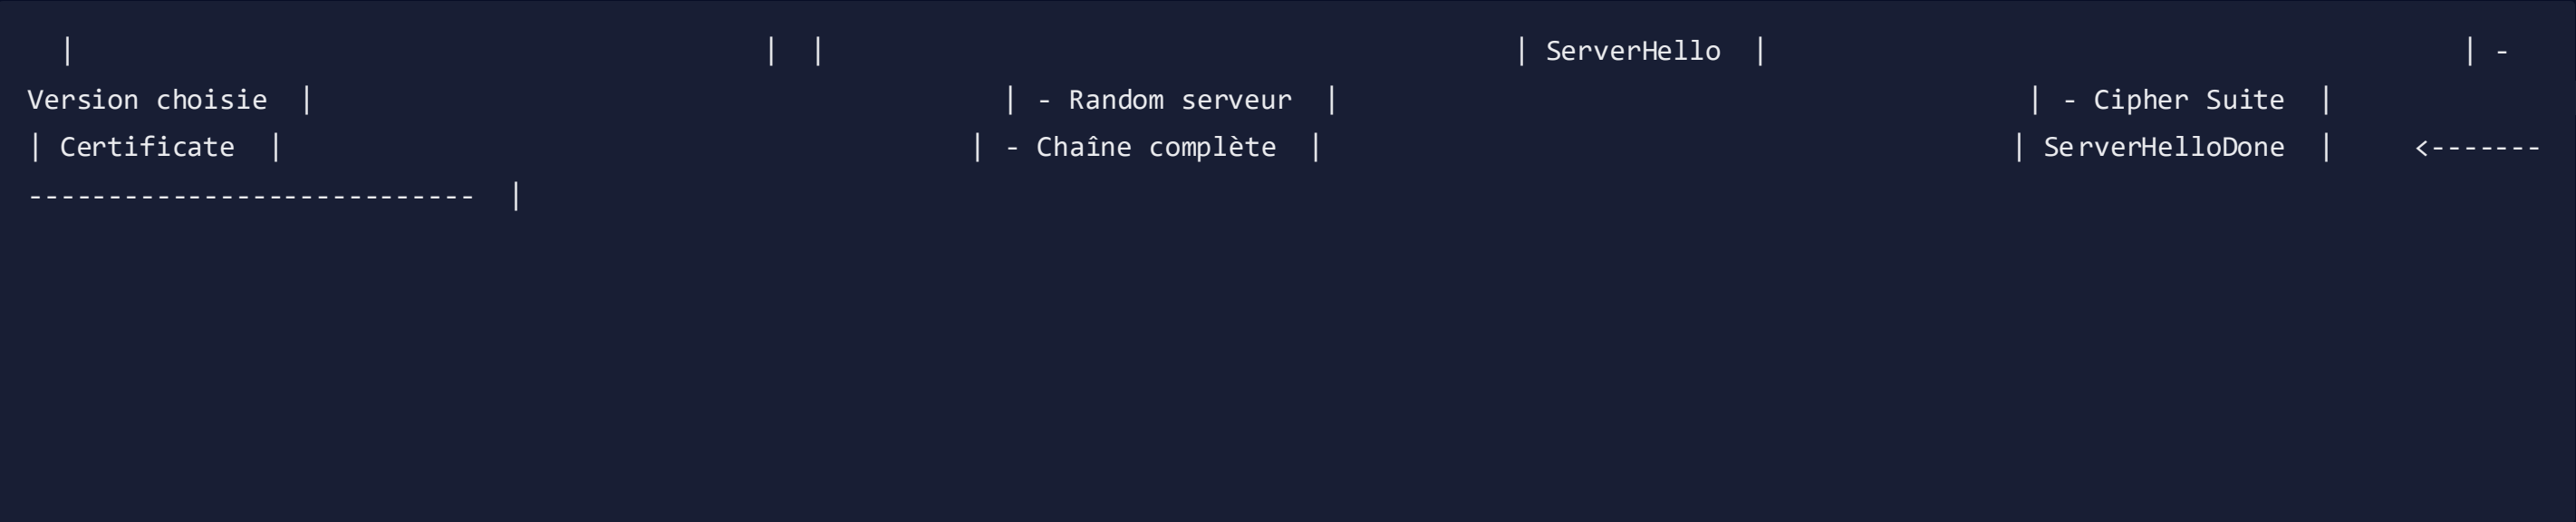 |                                            |  |                                            | ServerHello  |                                            | -
Version choisie  |                                            | - Random serveur  |                                            | - Cipher Suite  |
| Certificate  |                                            | - Chaîne complète  |                                            | ServerHelloDone  |     <-------
----------------------------  |